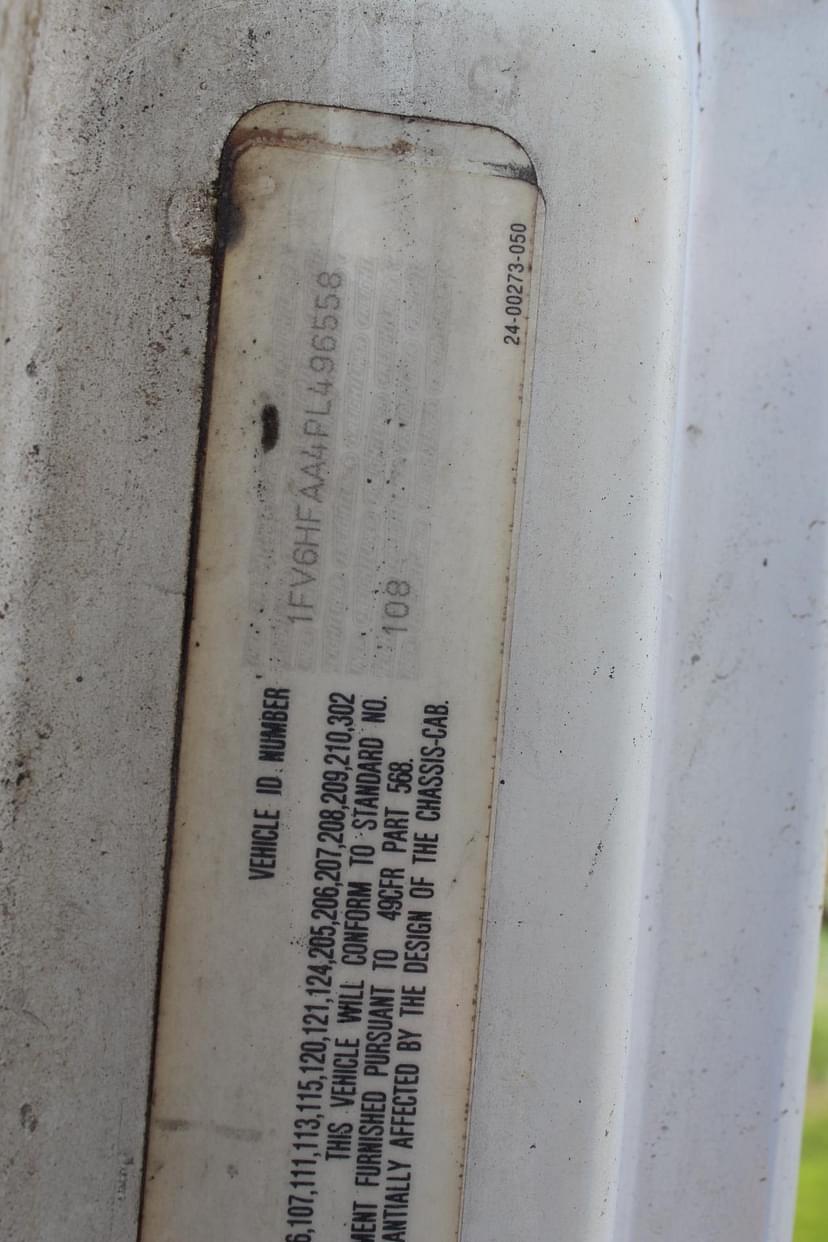 VEHICLE ID NUMBER 1FV6HFAA4PL496558
6,107,111,113,115,120,121,124,205,206,207,208,209,210,302 108
THIS VEHICLE WILL CONFORM TO STANDARD NO.
MENT FURNISHED PURSUANT TO 49CFR PART 568.
ANTIALLY AFFECTED BY THE DESIGN OF THE CHASSIS-CAB.
24-00273-050